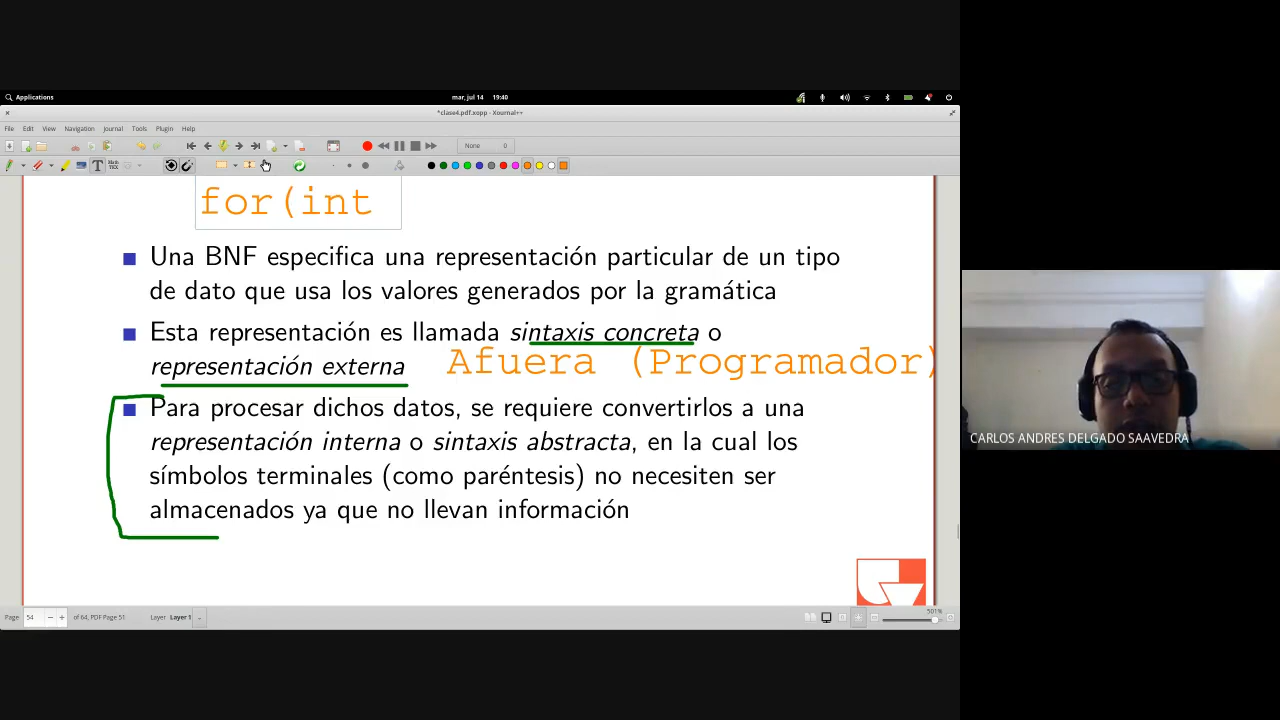 Applications
mar, jul 14 19:40
*clase4.pdf.xopp - Xournal++
File Edit View Navigation Journal Tools Plugin Help
None 0
for(int
Una BNF especifica una representación particular de un tipo
de dato que usa los valores generados por la gramática
Esta representación es llamada sintaxis concreta o
representación externa
Afuera (Programador)
Para procesar dichos datos, se requiere convertirlos a una
representación interna o sintaxis abstracta, en la cual los
símbolos terminales (como paréntesis) no necesiten ser
almacenados ya que no llevan información
CARLOS ANDRES DELGADO SAAVEDRA
Page 54 of 64, PDF Page 51 Layer Layer 1
501%